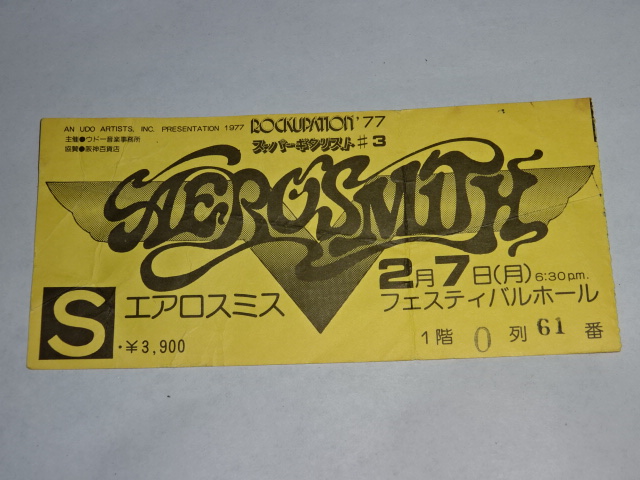 AN UDO ARTISTS, INC. PRESENTATION 1977 ROCKUPATION '77
主催●ウドー音楽事務所
協賛●阪神百貨店
スーパーギタリスト♯3
AEROSMITH
2月7日(月)6:30p.m.
S エアロスミス フェスティバルホール
・¥3,900
1階 O 列 61 番